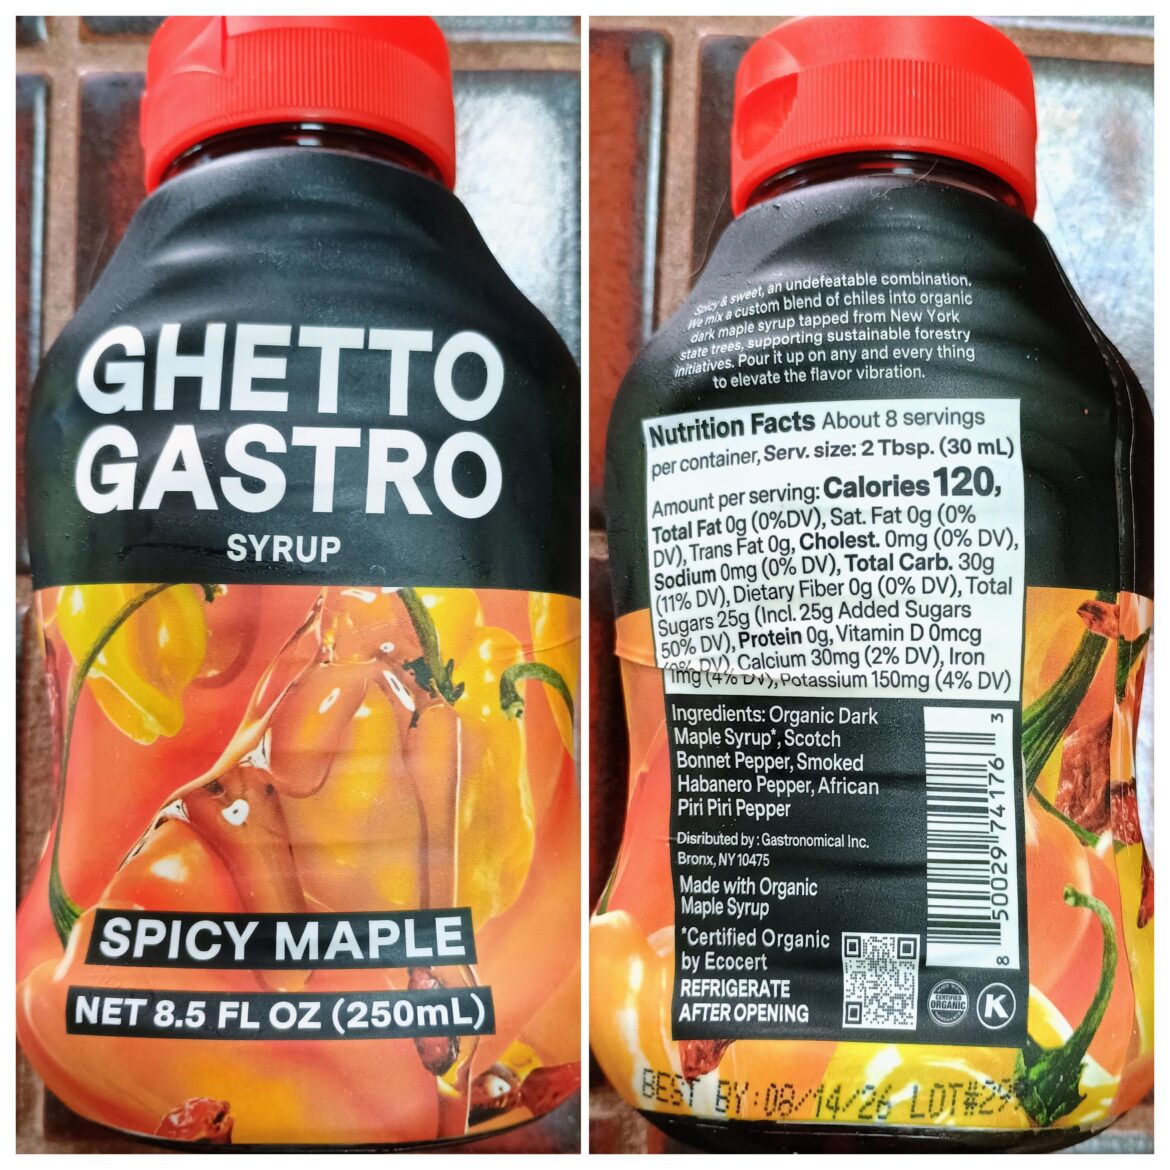 GHETTO
GASTRO
SYRUP
SPICY MAPLE
NET 8.5 FL OZ (250mL)
Spicy & sweet, an undefeatable combination.
We mix a custom blend of chiles into organic
dark maple syrup tapped from New York
state trees, supporting sustainable forestry
initiatives. Pour it up on any and every thing
to elevate the flavor vibration.
Nutrition Facts About 8 servings
per container, Serv. size: 2 Tbsp. (30 mL)
Amount per serving: Calories 120,
Total Fat 0g (0%DV), Sat. Fat 0g (0%
DV), Trans Fat 0g, Cholest. 0mg (0% DV),
Sodium 0mg (0% DV), Total Carb. 30g
(11% DV), Dietary Fiber 0g (0% DV), Total
Sugars 25g (Incl. 25g Added Sugars
50% DV), Protein 0g, Vitamin D 0mcg
(0% DV), Calcium 30mg (2% DV), Iron
1mg (4% DV), Potassium 150mg (4% DV)
Ingredients: Organic Dark
Maple Syrup*, Scotch
Bonnet Pepper, Smoked
Habanero Pepper, African
Piri Piri Pepper
Disributed by : Gastronomical Inc.
Bronx, NY 10475
Made with Organic
Maple Syrup
*Certified Organic
by Ecocert
REFRIGERATE
AFTER OPENING
8 50029 74176 3
CERTIFIED
ORGANIC
K
BEST BY:08/14/26 LOT#299